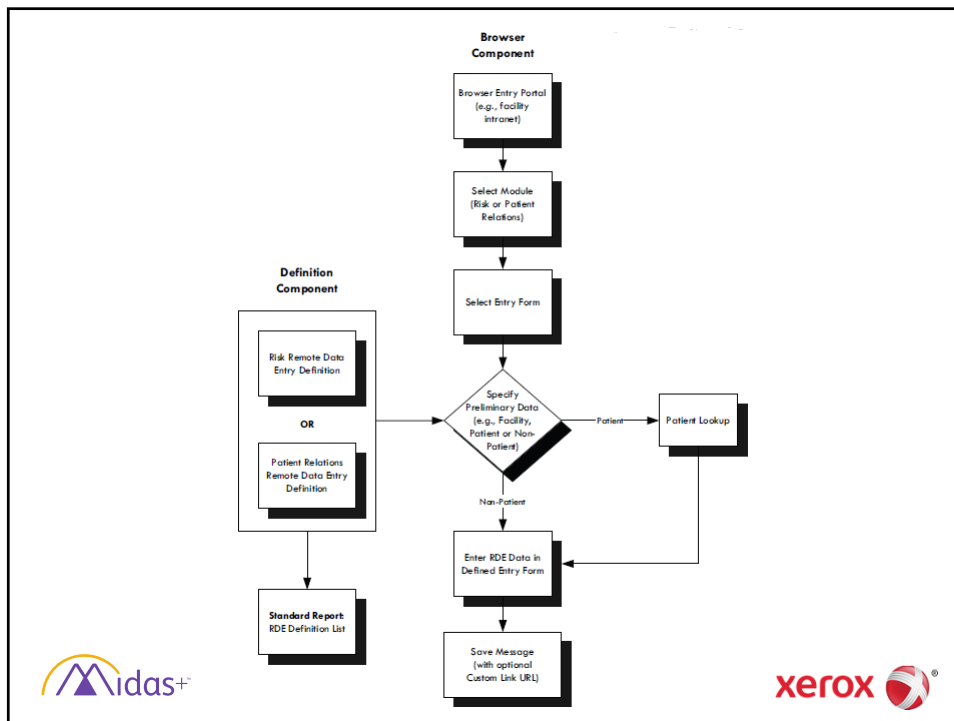 Browser
Component
Browser Entry Portal
(e.g., facility
intranet)
Select Module
(Risk or Patient
Relations)
Select Entry Form
Definition
Component
Risk Remote Data
Entry Definition
OR
Patient Relations
Remote Data Entry
Definition
Specify
Preliminary Data
(e.g., Facility,
Patient or Non-
Patient)
Patient
Patient Lookup
Non-Patient
Enter RDE Data in
Defined Entry Form
Standard Report:
RDE Definition List
Save Message
(with optional
Custom Link URL)
Midas+™
xerox®